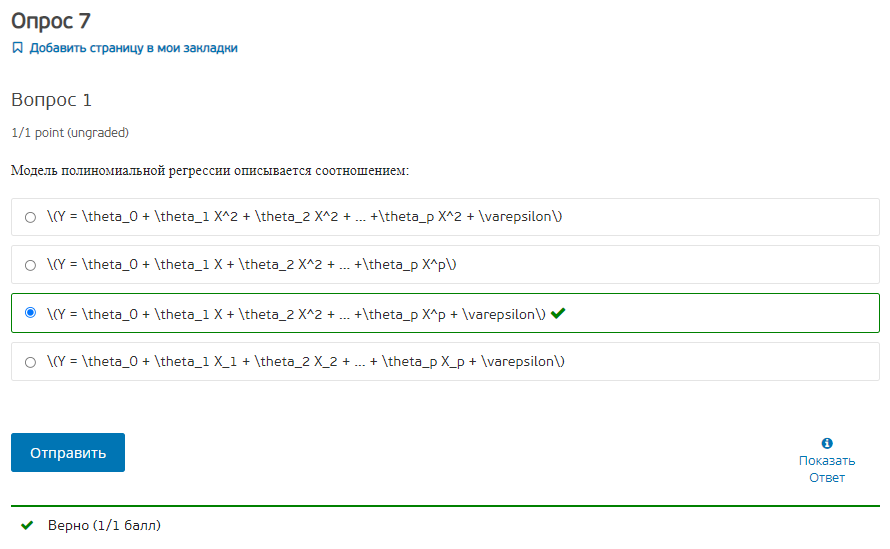 Опрос 7
Добавить страницу в мои закладки
Вопрос 1
1/1 point (ungraded)
Модель полиномиальной регрессии описывается соотношением:
\(Y = \theta_0 + \theta_1 X^2 + \theta_2 X^2 + ... +\theta_p X^2 + \varepsilon\)
\(Y = \theta_0 + \theta_1 X + \theta_2 X^2 + ... +\theta_p X^p\)
\(Y = \theta_0 + \theta_1 X + \theta_2 X^2 + ... +\theta_p X^p + \varepsilon\)
\(Y = \theta_0 + \theta_1 X_1 + \theta_2 X_2 + ... + \theta_p X_p + \varepsilon\)
Отправить
Показать
Ответ
Верно (1/1 балл)